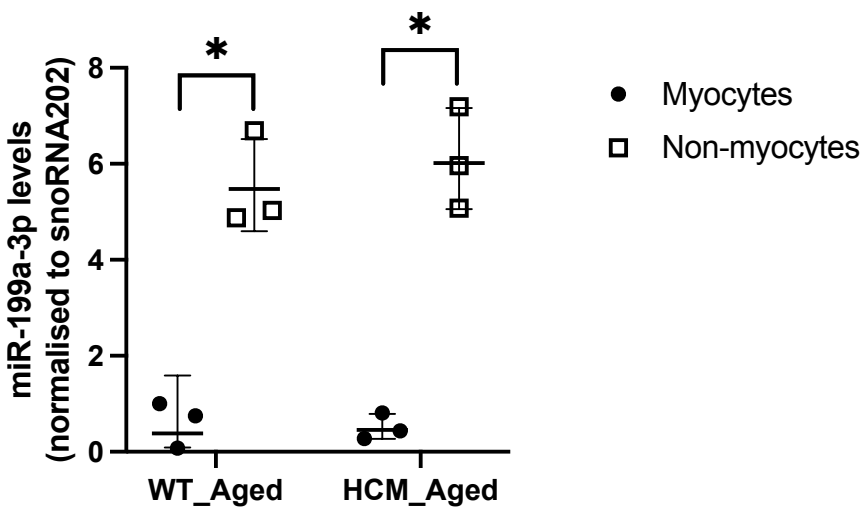 miR-199a-3p levels
(normalised to snoRNA202)
8
6
4
2
0
*
*
WT_Aged
HCM_Aged
Myocytes
Non-myocytes